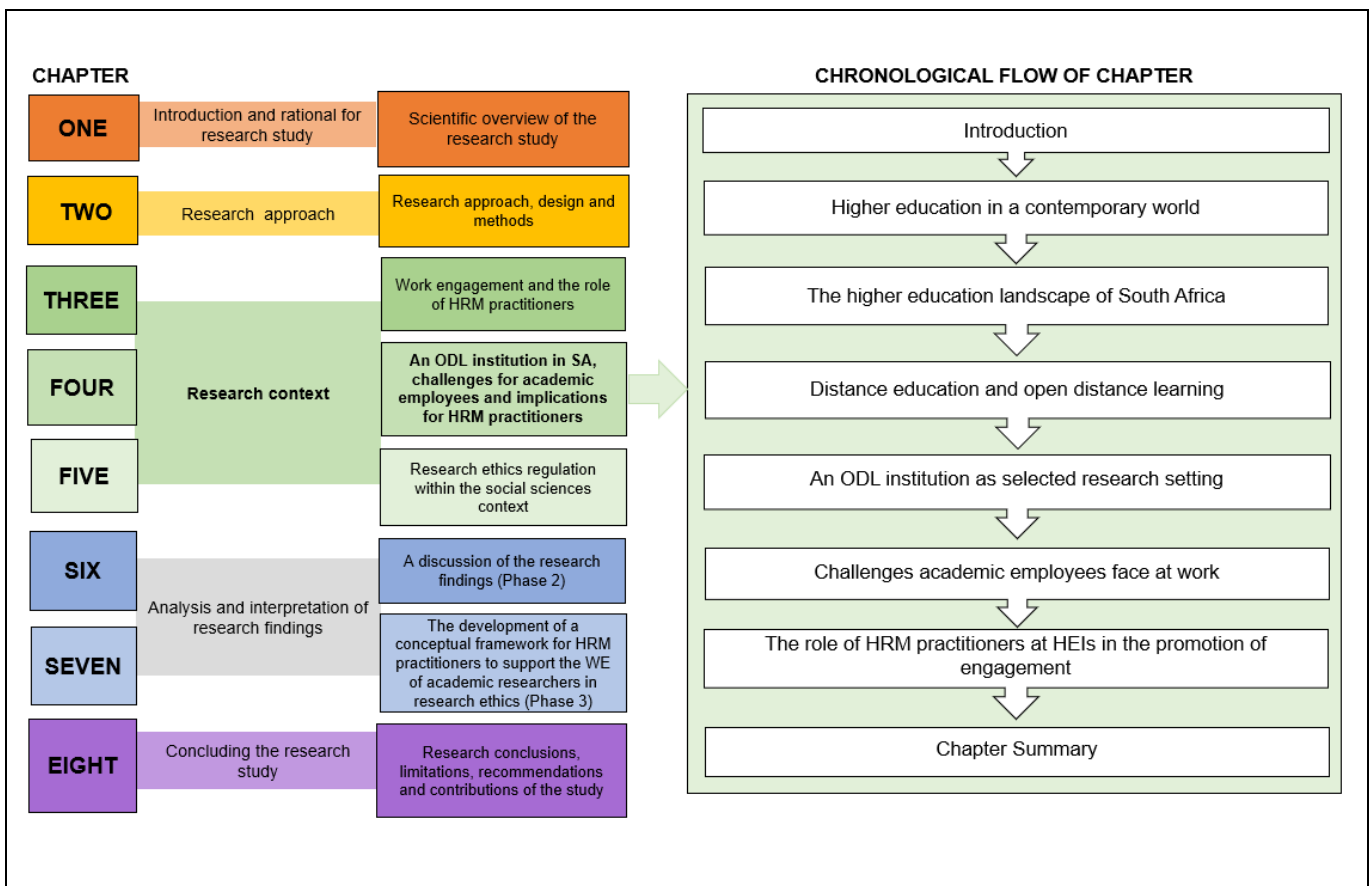 CHAPTER
ONE
Introduction and rational for
research study
Scientific overview of the
research study
TWO
Research approach
Research approach, design and
methods
THREE
FOUR
FIVE
Research context
Work engagement and the role
of HRM practitioners
An ODL institution in SA,
challenges for academic
employees and implications
for HRM practitioners
Research ethics regulation
within the social sciences
context
SIX
SEVEN
Analysis and interpretation of
research findings
A discussion of the research
findings (Phase 2)
The development of a
conceptual framework for HRM
practitioners to support the WE
of academic researchers in
research ethics (Phase 3)
EIGHT
Concluding the research
study
Research conclusions,
limitations, recommendations
and contributions of the study
CHRONOLOGICAL FLOW OF CHAPTER
Introduction
Higher education in a contemporary world
The higher education landscape of South Africa
Distance education and open distance learning
An ODL institution as selected research setting
Challenges academic employees face at work
The role of HRM practitioners at HEIs in the promotion of
engagement
Chapter Summary